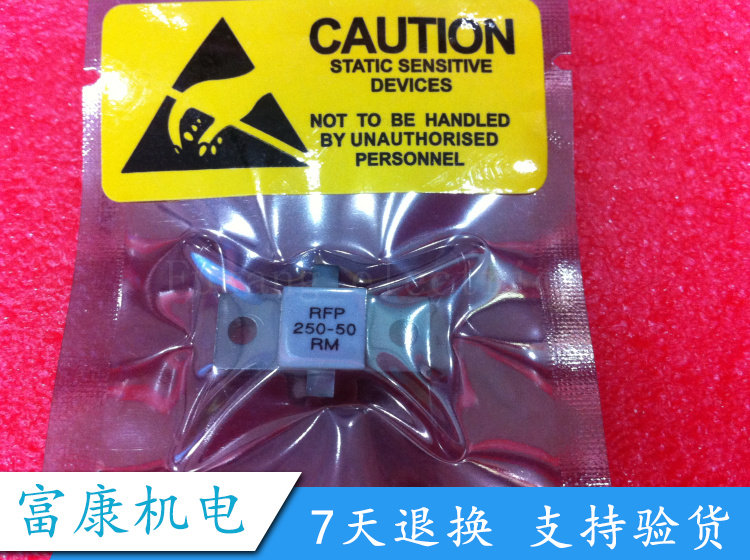 CAUTION
STATIC SENSITIVE
DEVICES
NOT TO BE HANDLED
BY UNAUTHORISED
PERSONNEL
RFP
250-50
RM
富康机电
7天退换 支持验货